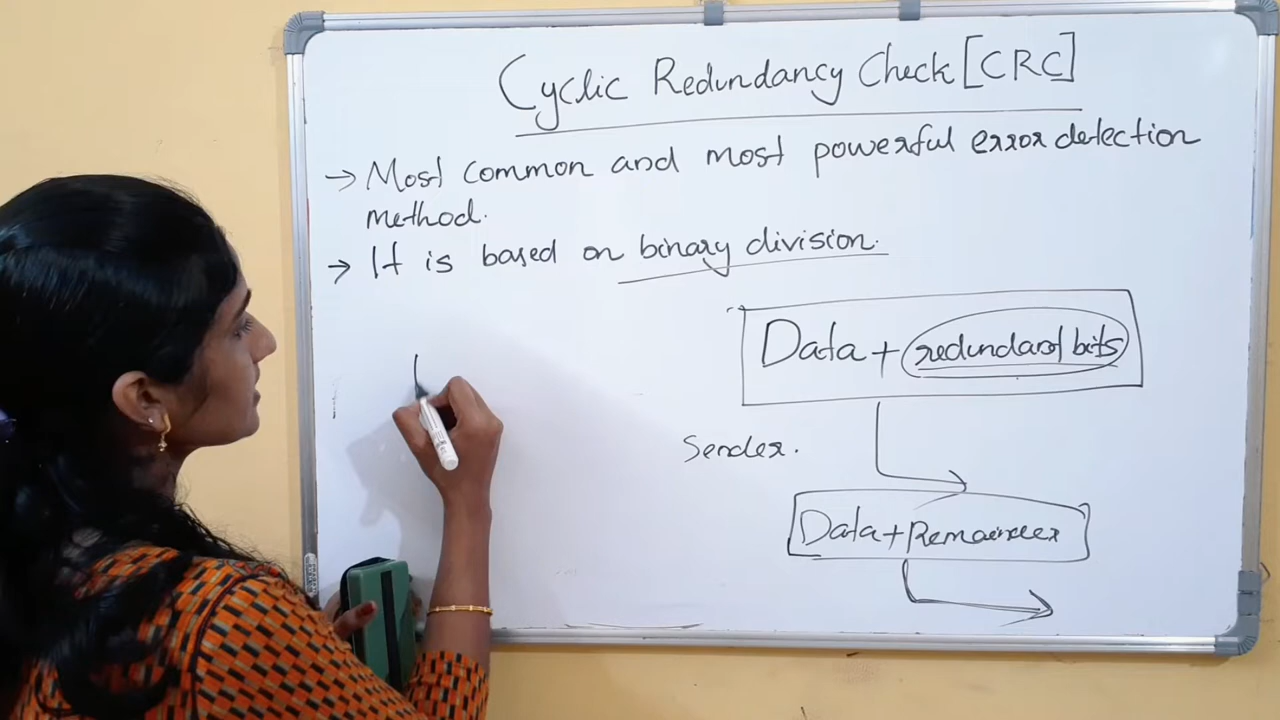 Cyclic Redundancy Check [CRC]
→ Most common and most powerful error detection
method.
→ It is based on binary division.
Data + redundant bits
Sender.
Data + Remainder